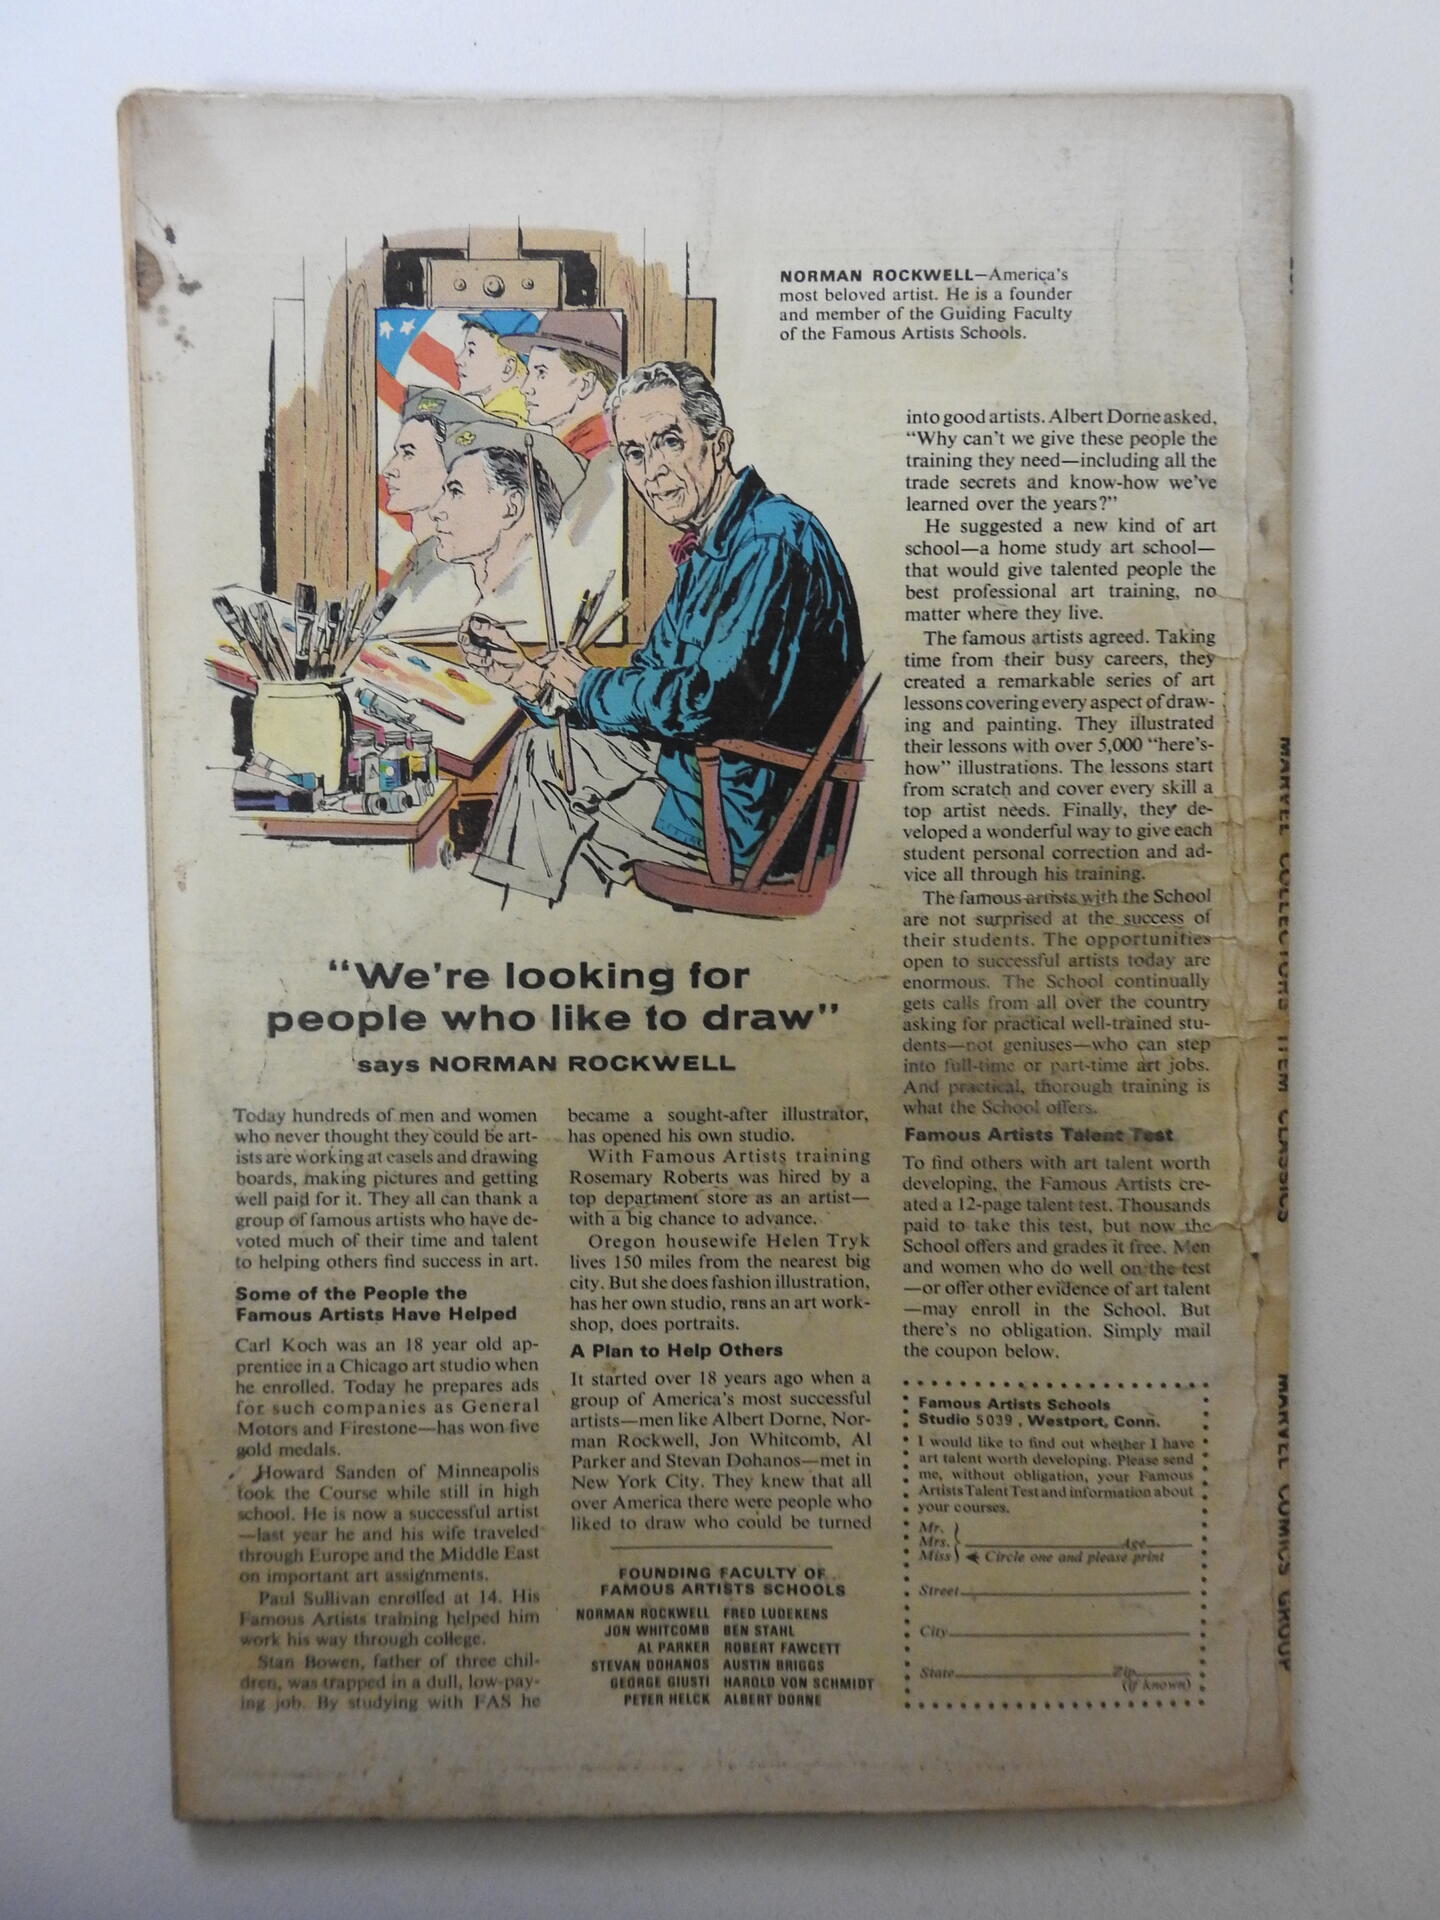 NORMAN ROCKWELL—America's
most beloved artist. He is a founder
and member of the Guiding Faculty
of the Famous Artists Schools.
"We're looking for
people who like to draw"
says NORMAN ROCKWELL
Today hundreds of men and women
who never thought they could be art-
ists are working at easels and drawing
boards, making pictures and getting
well paid for it. They all can thank a
group of famous artists who have de-
voted much of their time and talent
to helping others find success in art.
Some of the People the
Famous Artists Have Helped
Carl Koch was an 18 year old ap-
prentice in a Chicago art studio when
he enrolled. Today he prepares ads
for such companies as General
Motors and Firestone—has won five
gold medals.
Howard Sanden of Minneapolis
took the Course while still in high
school. He is now a successful artist
—last year he and his wife traveled
through Europe and the Middle East
on important art assignments.
Paul Sullivan enrolled at 14. His
Famous Artists training helped him
work his way through college.
Stan Bowen, father of three chil-
dren, was trapped in a dull, low-pay-
ing job. By studying with FAS he
became a sought-after illustrator,
has opened his own studio.
With Famous Artists training
Rosemary Roberts was hired by a
top department store as an artist—
with a big chance to advance.
Oregon housewife Helen Tryk
lives 150 miles from the nearest big
city. But she does fashion illustration,
has her own studio, runs an art work-
shop, does portraits.
A Plan to Help Others
It started over 18 years ago when a
group of America's most successful
artists—men like Albert Dorne, Nor-
man Rockwell, Jon Whitcomb, Al
Parker and Stevan Dohanos—met in
New York City. They knew that all
over America there were people who
liked to draw who could be turned
FOUNDING FACULTY OF
FAMOUS ARTISTS SCHOOLS
NORMAN ROCKWELL FRED LUDEKENS
JON WHITCOMB BEN STAHL
AL PARKER ROBERT FAWCETT
STEVAN DOHANOS AUSTIN BRIGGS
GEORGE GIUSTI HAROLD VON SCHMIDT
PETER HELCK ALBERT DORNE
into good artists. Albert Dorne asked,
"Why can't we give these people the
training they need—including all the
trade secrets and know-how we've
learned over the years?"
He suggested a new kind of art
school—a home study art school—
that would give talented people the
best professional art training, no
matter where they live.
The famous artists agreed. Taking
time from their busy careers, they
created a remarkable series of art
lessons covering every aspect of draw-
ing and painting. They illustrated
their lessons with over 5,000 "here's-
how" illustrations. The lessons start
from scratch and cover every skill a
top artist needs. Finally, they de-
veloped a wonderful way to give each
student personal correction and ad-
vice all through his training.
The famous artists with the School
are not surprised at the success of
their students. The opportunities
open to successful artists today are
enormous. The School continually
gets calls from all over the country
asking for practical well-trained stu-
dents—not geniuses—who can step
into full-time or part-time art jobs.
And practical, thorough training is
what the School offers.
Famous Artists Talent Test
To find others with art talent worth
developing, the Famous Artists cre-
ated a 12-page talent test. Thousands
paid to take this test, but now the
School offers and grades it free. Men
and women who do well on the test
—or offer other evidence of art talent
—may enroll in the School. But
there's no obligation. Simply mail
the coupon below.
Famous Artists Schools
Studio 5039, Westport, Conn.
I would like to find out whether I have
art talent worth developing. Please send
me, without obligation, your Famous
Artists Talent Test and information about
your courses.
Mr.
Mrs. Age
Miss Circle one and please print
Street
City
State Zip
(if known)
MARVEL COLLECTORS' ITEM CLASSICS
MARVEL COMICS GROUP